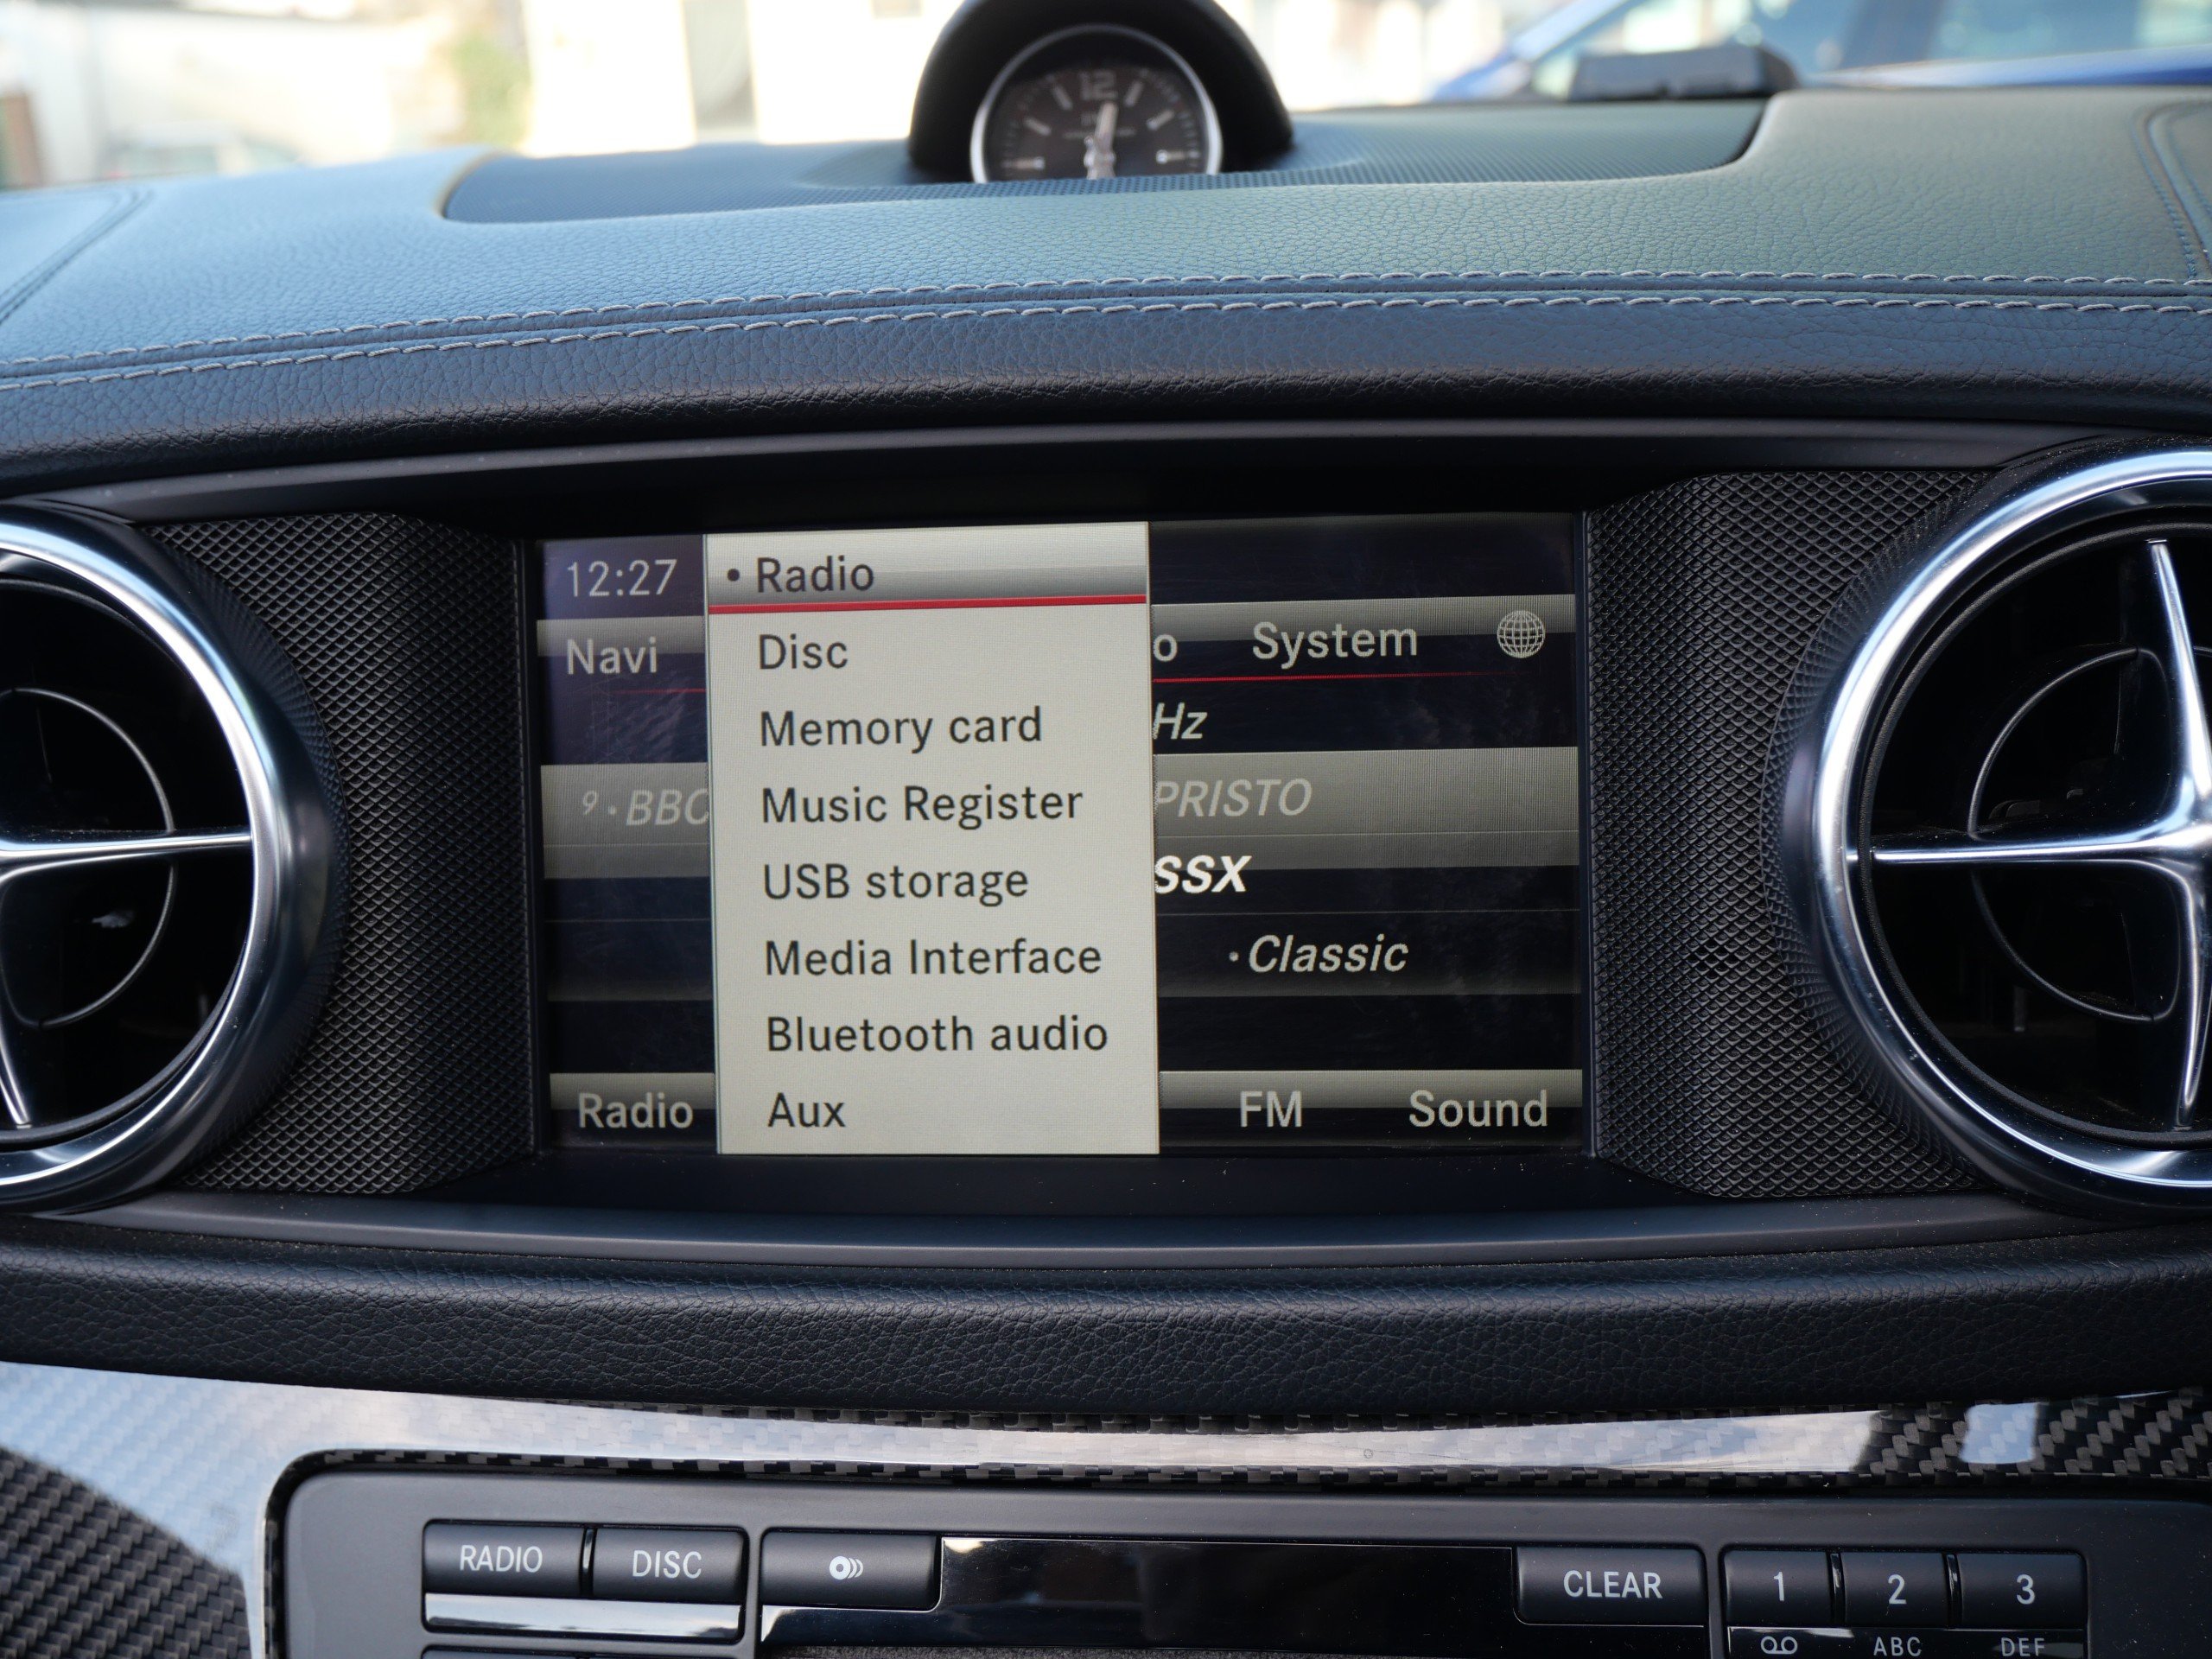 12
12:27
• Radio
Navi
o
System
Disc
Hz
Memory card
9 • BBC
PRISTO
Music Register
SSX
USB storage
• Classic
Media Interface
Bluetooth audio
Radio
Aux
FM
Sound
RADIO
DISC
CLEAR
1
2
3
ABC
DEF